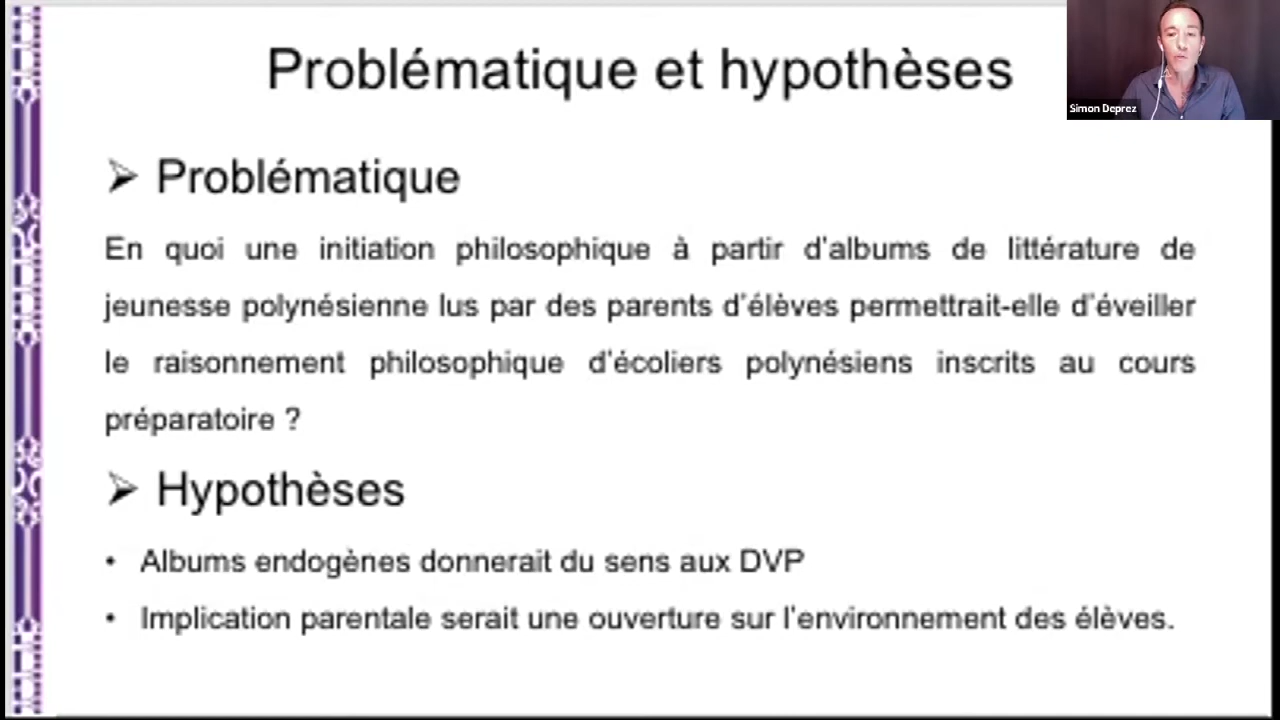 Problématique et hypothèses
Simon Deprez
➤ Problématique
En quoi une initiation philosophique à partir d'albums de littérature de
jeunesse polynésienne lus par des parents d'élèves permettrait-elle d'éveiller
le raisonnement philosophique d'écoliers polynésiens inscrits au cours
préparatoire ?
➤ Hypothèses
• Albums endogènes donnerait du sens aux DVP
• Implication parentale serait une ouverture sur l'environnement des élèves.